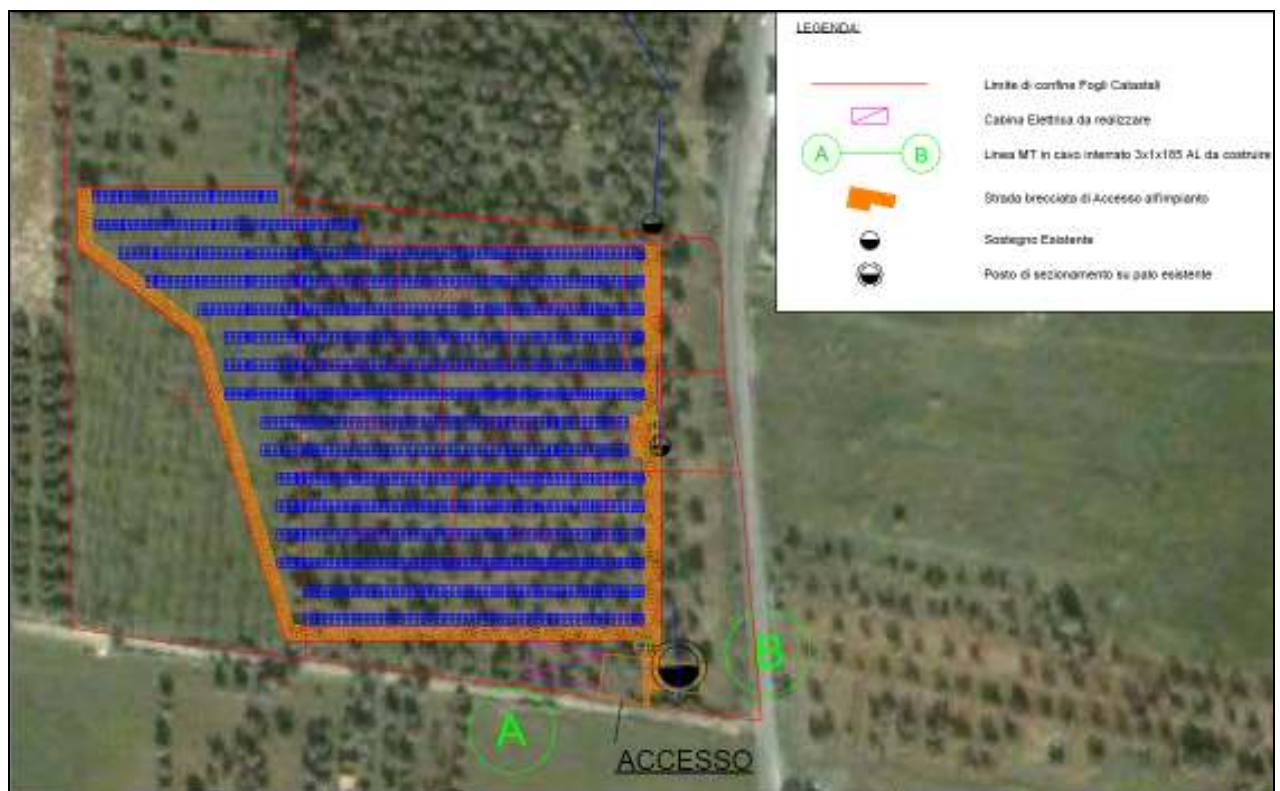 LEGENDA:
Limite di confine Fogli Catastali
Cabina Elettrica da realizzare
A B Linea MT in cavo interrato 3x1x185 AL da costruire
Strada brecciata di Accesso all'impianto
Sostegno Esistente
Posto di sezionamento su palo esistente
B
A
ACCESSO